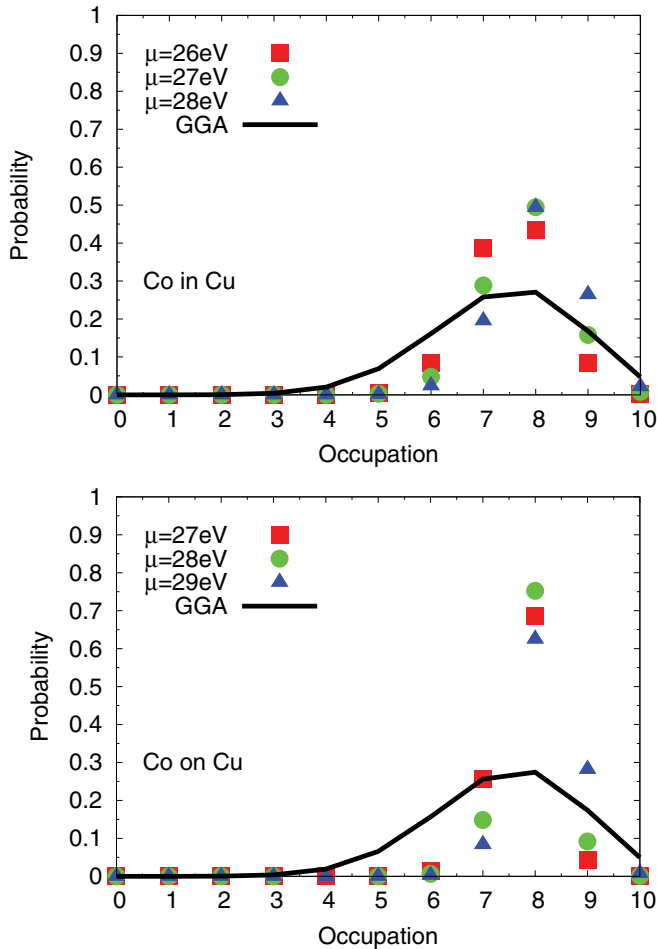 1
0.9
0.8
0.7
0.6
0.5
0.4
0.3
0.2
0.1
0
Probability
μ=26eV
μ=27eV
μ=28eV
GGA
Co in Cu
0 1 2 3 4 5 6 7 8 9 10
Occupation
1
0.9
0.8
0.7
0.6
0.5
0.4
0.3
0.2
0.1
0
Probability
μ=27eV
μ=28eV
μ=29eV
GGA
Co on Cu
0 1 2 3 4 5 6 7 8 9 10
Occupation